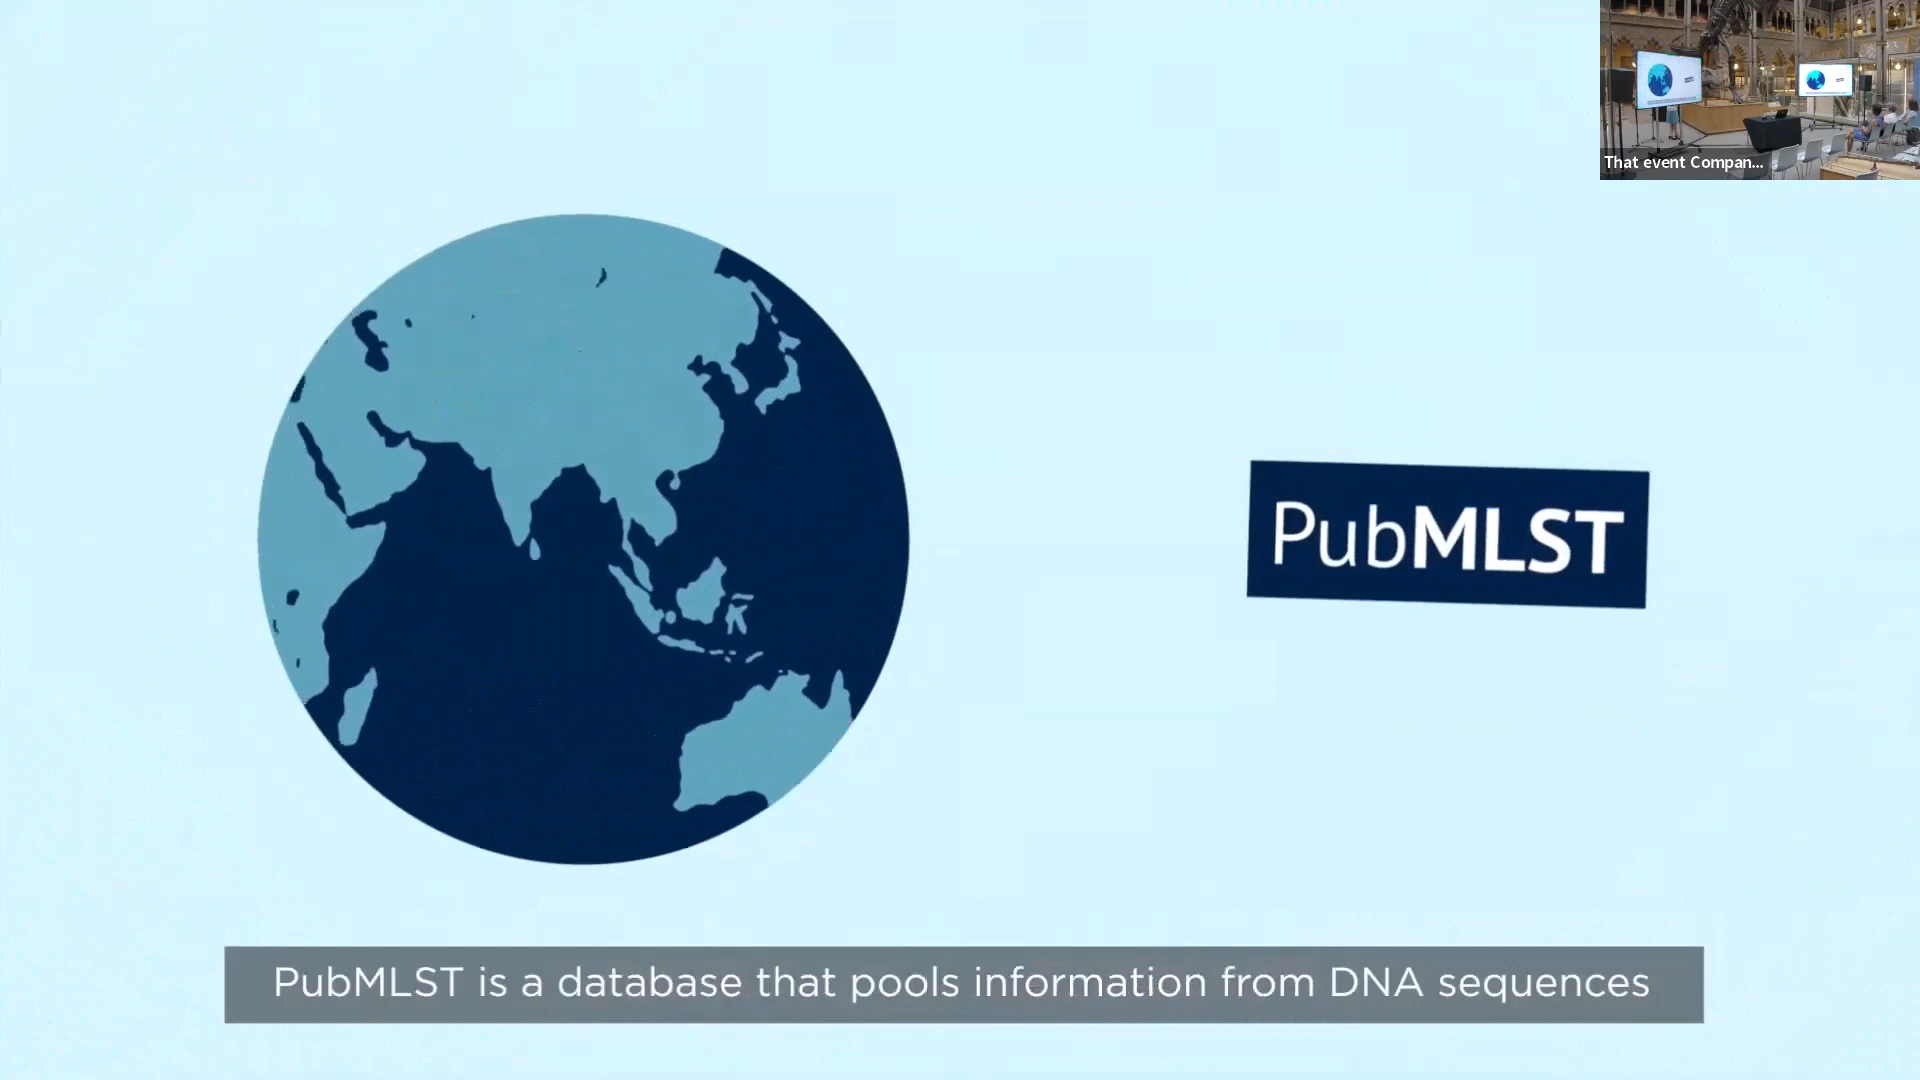 That event Compan...
PubMLST
PubMLST is a database that pools information from DNA sequences